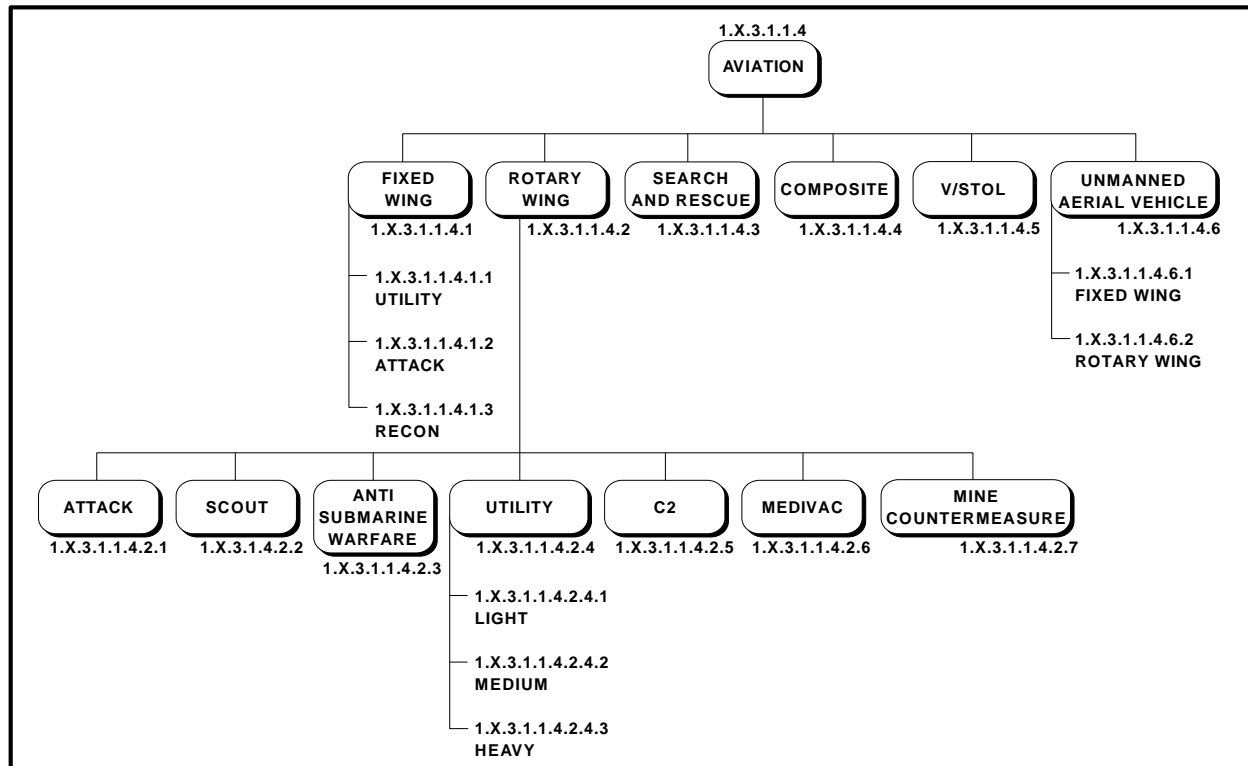 1.X.3.1.1.4
AVIATION
FIXED
WING
1.X.3.1.1.4.1
ROTARY
WING
1.X.3.1.1.4.2
SEARCH
AND RESCUE
1.X.3.1.1.4.3
COMPOSITE
1.X.3.1.1.4.4
V/STOL
1.X.3.1.1.4.5
UNMANNED
AERIAL VEHICLE
1.X.3.1.1.4.6
1.X.3.1.1.4.1.1
UTILITY
1.X.3.1.1.4.1.2
ATTACK
1.X.3.1.1.4.1.3
RECON
1.X.3.1.1.4.6.1
FIXED WING
1.X.3.1.1.4.6.2
ROTARY WING
ATTACK
1.X.3.1.1.4.2.1
SCOUT
1.X.3.1.4.2.2
ANTI
SUBMARINE
WARFARE
1.X.3.1.1.4.2.3
UTILITY
1.X.3.1.1.4.2.4
C2
1.X.3.1.1.4.2.5
MEDIVAC
1.X.3.1.1.4.2.6
MINE
COUNTERMEASURE
1.X.3.1.1.4.2.7
1.X.3.1.1.4.2.4.1
LIGHT
1.X.3.1.1.4.2.4.2
MEDIUM
1.X.3.1.1.4.2.4.3
HEAVY